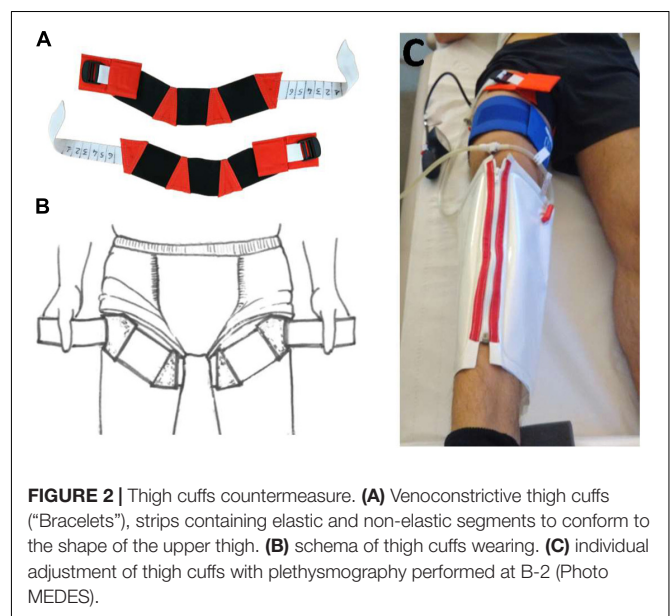 A
B
C
FIGURE 2 | Thigh cuffs countermeasure. (A) Venoconstrictive thigh cuffs
("Bracelets"), strips containing elastic and non-elastic segments to conform to
the shape of the upper thigh. (B) schema of thigh cuffs wearing. (C) individual
adjustment of thigh cuffs with plethysmography performed at B-2 (Photo
MEDES).